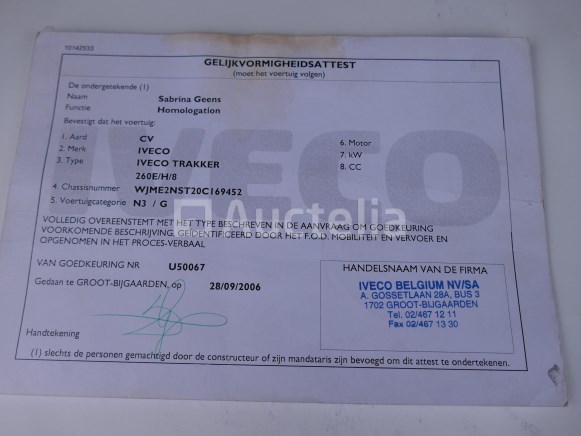 10142533
GELIJKVORMIGHEIDSATTEST
(moet het voertuig volgen)
De ondergetekende (1)
Naam Sabrina Geens
Functie Homologation
Bevestigt dat het voertuig:
1. Aard CV 6. Motor
2. Merk IVECO 7. kW
3. Type IVECO TRAKKER 8. CC
260E/H/8
4. Chassisnummer WJME2NST20C169452
5. Voertuigcategorie N3 / G
IVECO
Auctelia
VOLLEDIG OVEREENSTEMT MET HET TYPE BESCHREVEN IN DE AANVRAAG OM GOEDKEURING
VOORKOMENDE BESCHRIJVING, GEÏDENTIFICEERD DOOR HET F.O.D. MOBILITEIT EN VERVOER EN
OPGENOMEN IN HET PROCES-VERBAAL
VAN GOEDKEURING NR U50067
Gedaan te GROOT-BIJGAARDEN, op 28/09/2006
HANDELSNAAM VAN DE FIRMA
IVECO BELGIUM NV/SA
A. GOSSETLAAN 28A, BUS 3
1702 GROOT-BIJGAARDEN
Tel. 02/467 12 11
Fax 02/467 13 30
Handtekening
(1) slechts de personen gemachtigd door de constructeur of zijn mandataris zijn bevoegd om dit attest te ondertekenen.